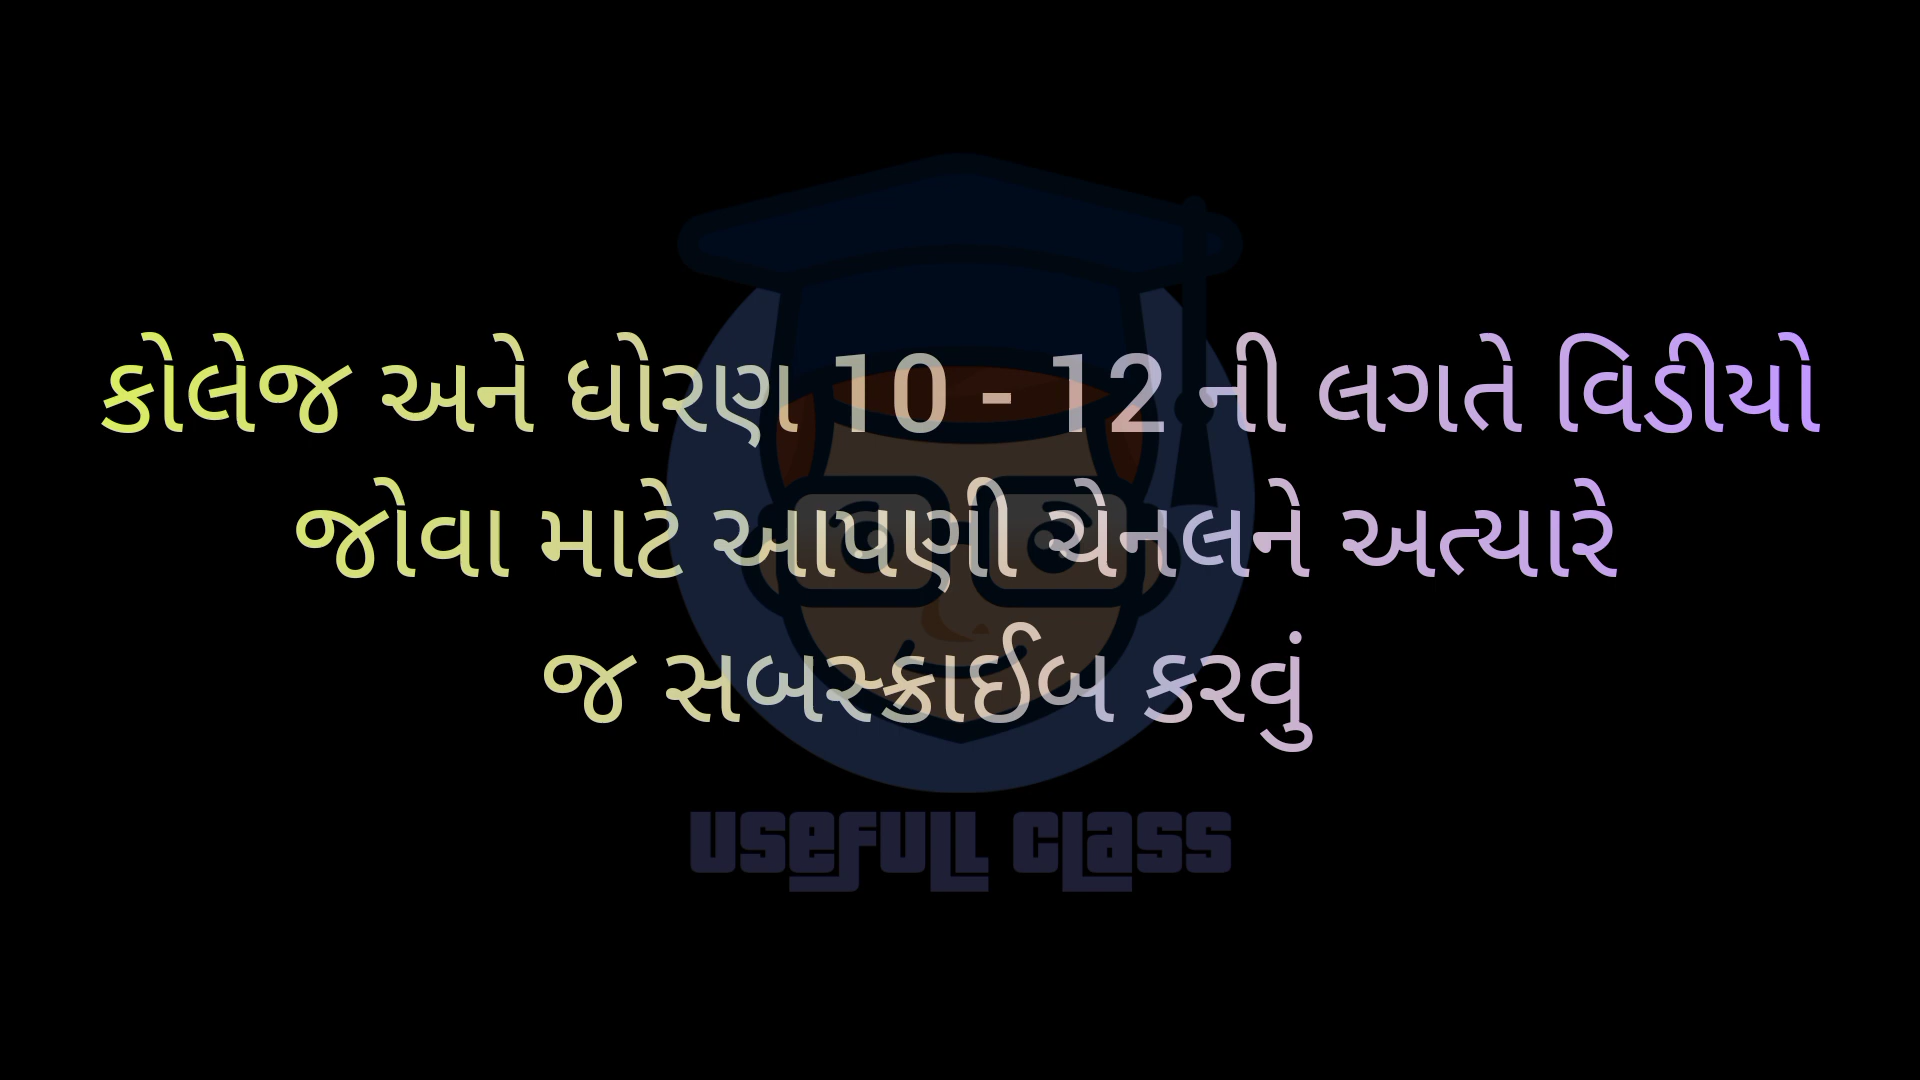 કોલેજ અને ધોરણ 10 - 12 ની લગતે વિડીયો
જોવા માટે આપણી ચેનલને અત્યારે
જ સબસ્ક્રાઈબ કરવું
USEFULL CLASS